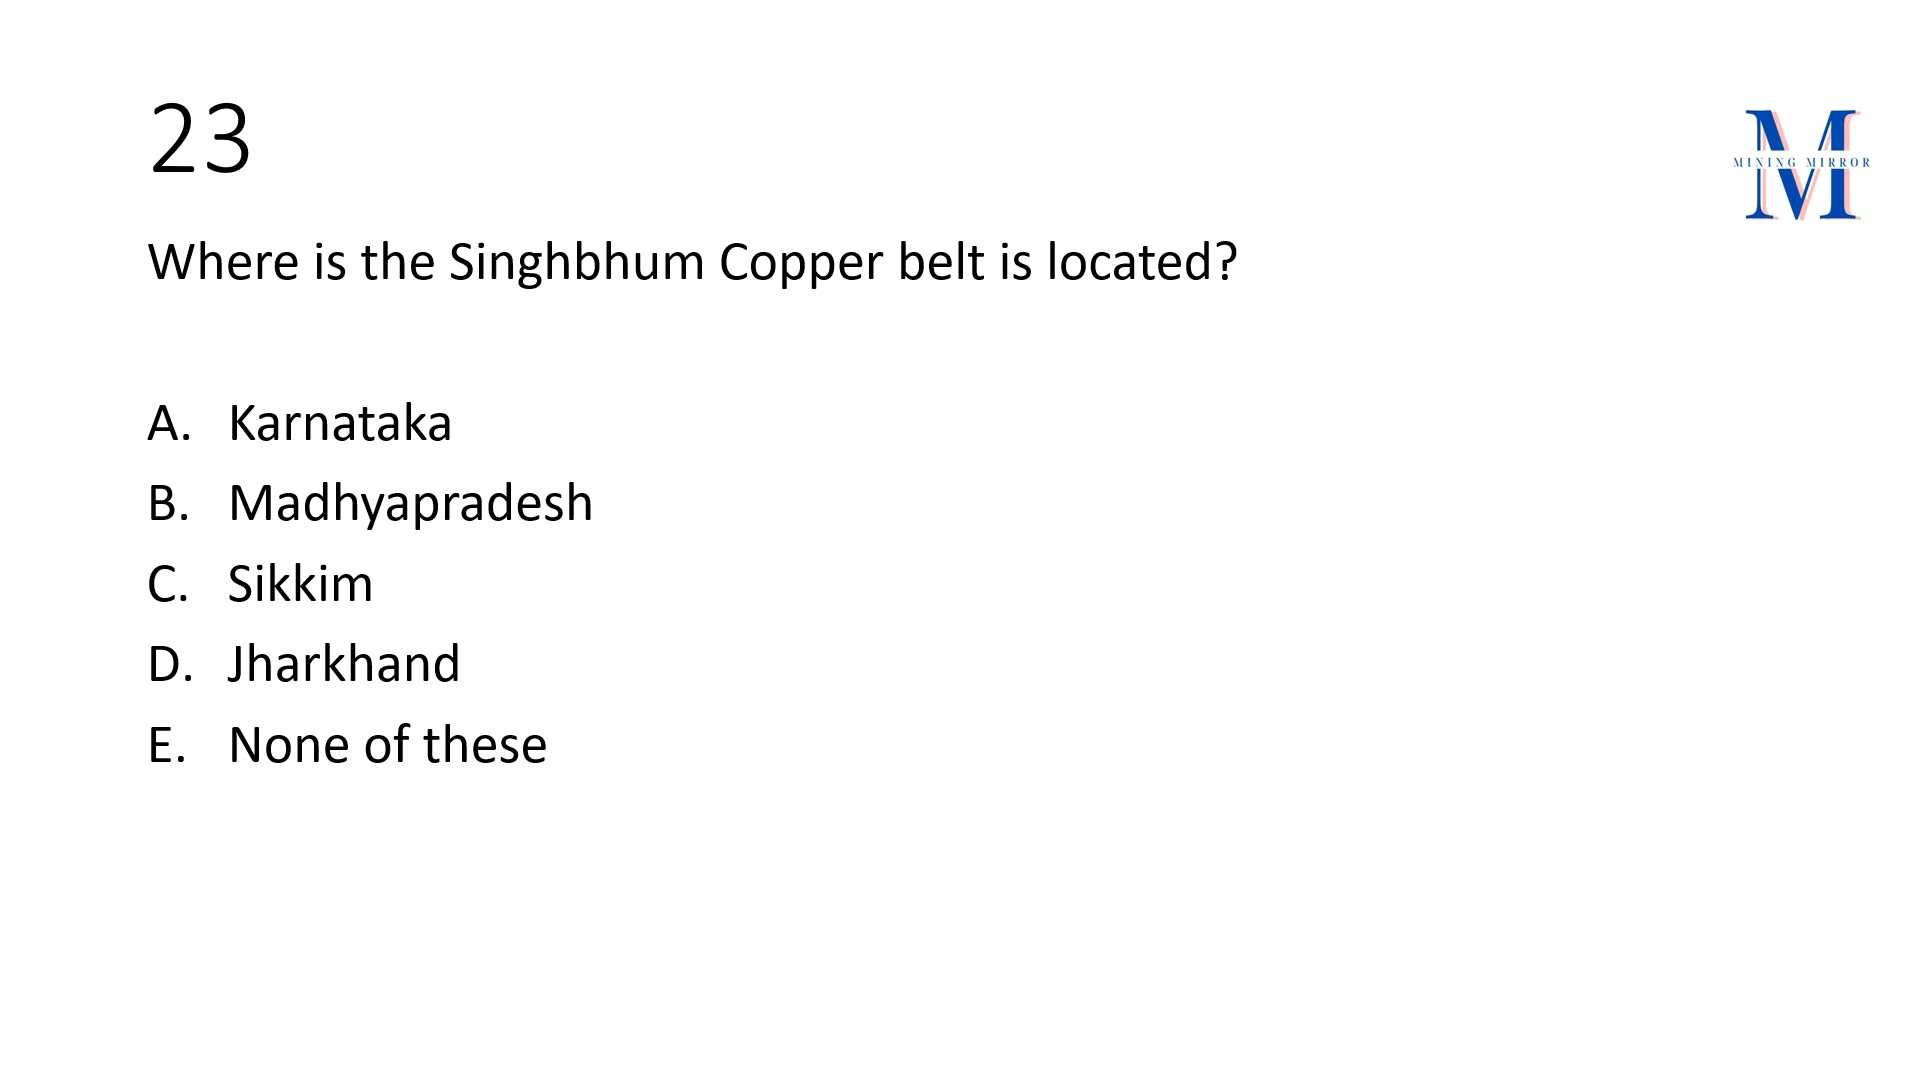 23
MINING MIRROR
Where is the Singhbhum Copper belt is located?
A. Karnataka
B. Madhyapradesh
C. Sikkim
D. Jharkhand
E. None of these